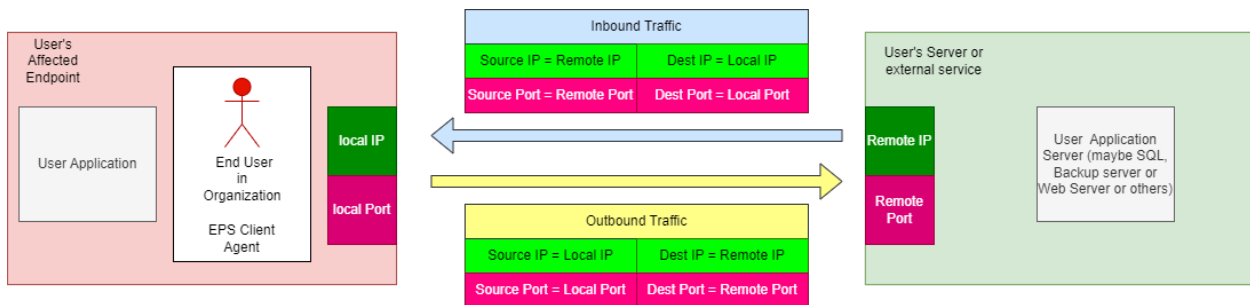 User's
Affected
Endpoint
User Application
End User
in
Organization
EPS Client
Agent
local IP
local Port
Inbound Traffic
Source IP = Remote IP
Dest IP = Local IP
Source Port = Remote Port
Dest Port = Local Port
Outbound Traffic
Source IP = Local IP
Dest IP = Remote IP
Source Port = Local Port
Dest Port = Remote Port
User's Server or
external service
Remote IP
Remote
Port
User Application
Server (maybe SQL,
Backup server or
Web Server or others)